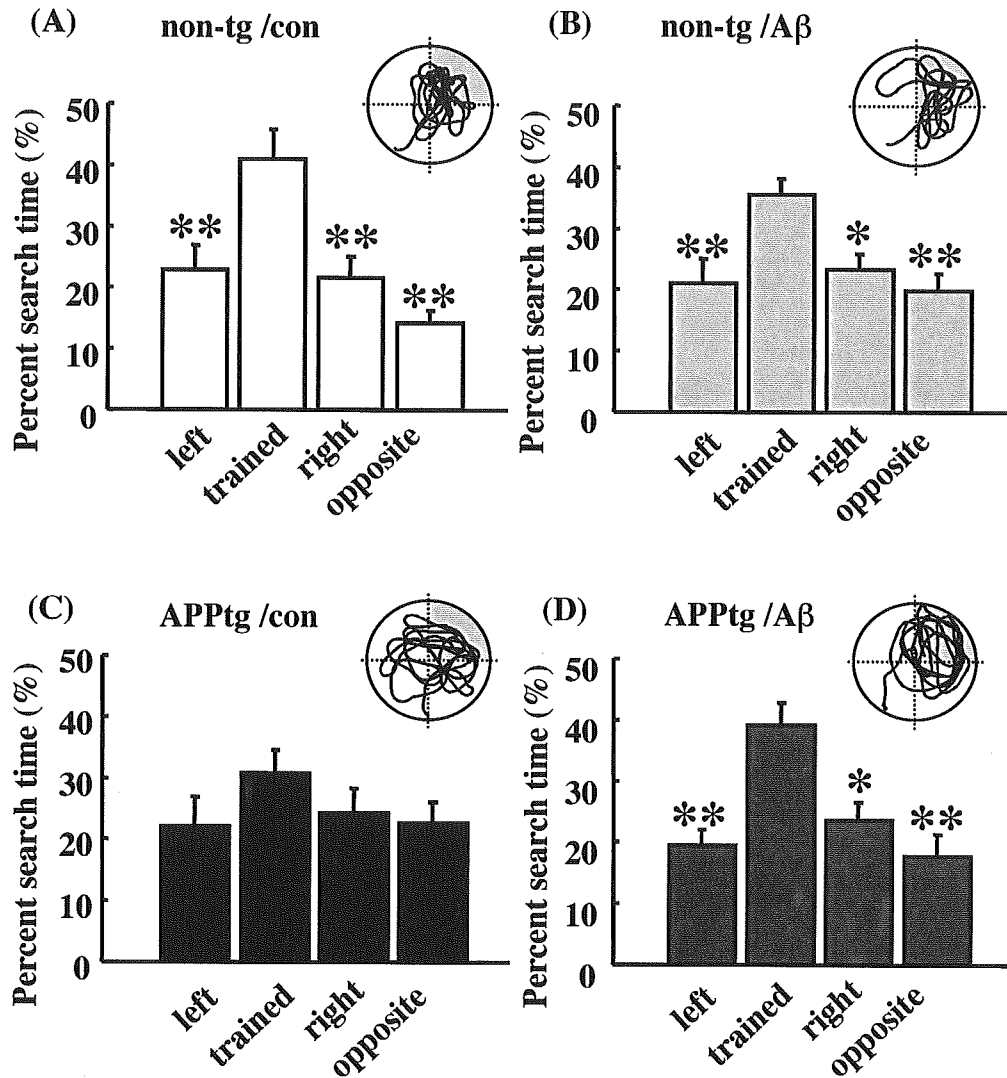 (A) non-tg /con
Percent search time (%)
50
40
30
20
10
0
**
**
**
left
trained
right
opposite
(B) non-tg /Aβ
Percent search time (%)
50
40
30
20
10
0
**
*
**
left
trained
right
opposite
(C) APPtg /con
Percent search time (%)
50
40
30
20
10
0
left
trained
right
opposite
(D) APPtg /Aβ
Percent search time (%)
50
40
30
20
10
0
**
*
**
left
trained
right
opposite